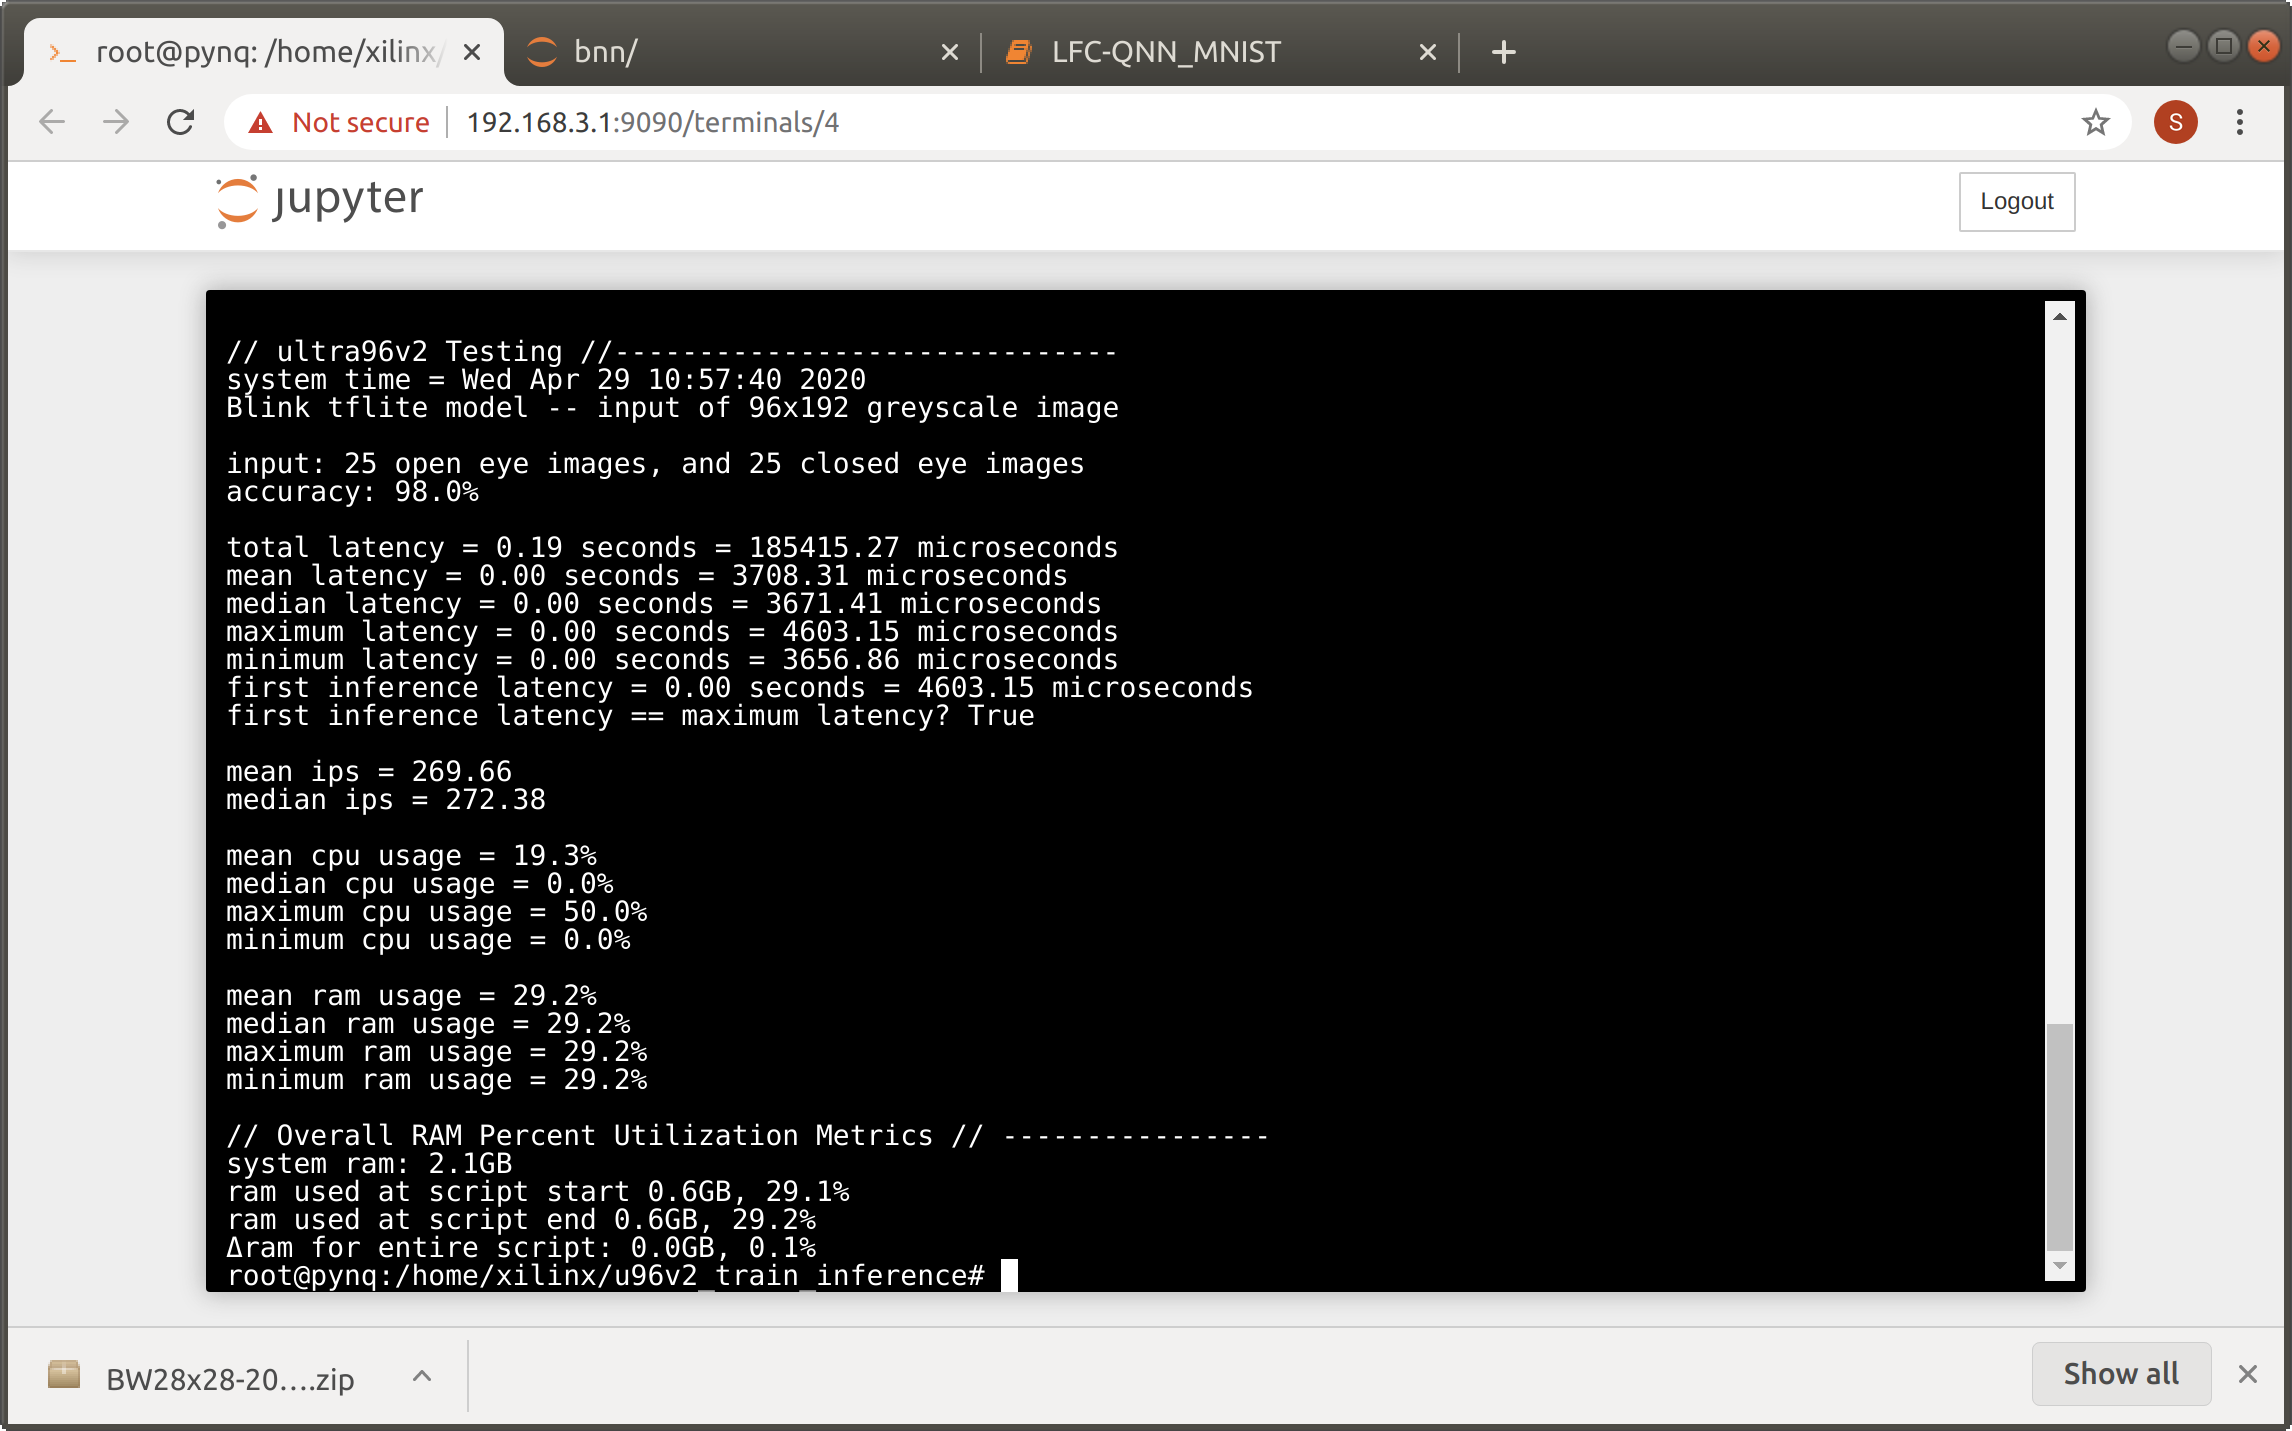 root@pynq: /home/xilinx/
bnn/
LFC-QNN_MNIST
Not secure
192.168.3.1:9090/terminals/4
S
jupyter
Logout
// ultra96v2 Testing //------------------------------
system time = Wed Apr 29 10:57:40 2020
Blink tflite model -- input of 96x192 greyscale image
input: 25 open eye images, and 25 closed eye images
accuracy: 98.0%
total latency = 0.19 seconds = 185415.27 microseconds
mean latency = 0.00 seconds = 3708.31 microseconds
median latency = 0.00 seconds = 3671.41 microseconds
maximum latency = 0.00 seconds = 4603.15 microseconds
minimum latency = 0.00 seconds = 3656.86 microseconds
first inference latency = 0.00 seconds = 4603.15 microseconds
first inference latency == maximum latency? True
mean ips = 269.66
median ips = 272.38
mean cpu usage = 19.3%
median cpu usage = 0.0%
maximum cpu usage = 50.0%
minimum cpu usage = 0.0%
mean ram usage = 29.2%
median ram usage = 29.2%
maximum ram usage = 29.2%
minimum ram usage = 29.2%
// Overall RAM Percent Utilization Metrics // ----------------
system ram: 2.1GB
ram used at script start 0.6GB, 29.1%
ram used at script end 0.6GB, 29.2%
Δram for entire script: 0.0GB, 0.1%
root@pynq:/home/xilinx/u96v2_train_inference#
BW28x28-20....zip
Show all